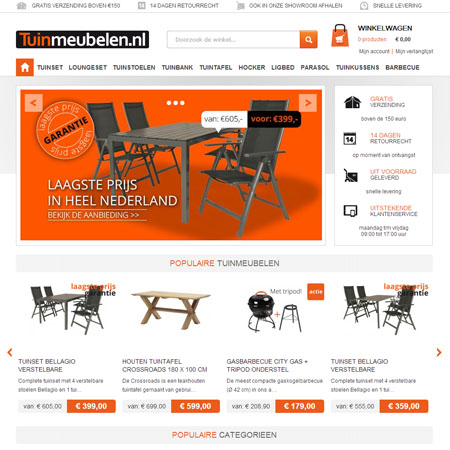 GRATIS VERZENDING BOVEN €150
14 DAGEN RETOURRECHT
OOK IN ONZE SHOWROOM AFHALEN
SNELLE LEVERING
Tuinmeubelen.nl
Doorzoek de winkel...
WINKELWAGEN
0 producten: € 0,00
Mijn account | Mijn verlanglijst
TUINSET LOUNGESET TUINSTOELEN TUINBANK TUINTAFEL HOCKER LIGBED PARASOL TUINKUSSENS BARBECUE
laagste prijs
GARANTIE
laagste prijs
van: €605,- voor: €399,-
LAAGSTE PRIJS
IN HEEL NEDERLAND
BEKIJK DE AANBIEDING >>
GRATIS
VERZENDING
boven de 150 euro
14 DAGEN
RETOURRECHT
op moment van ontvangst
UIT VOORRAAD
GELEVERD
snelle levering
UITSTEKENDE
KLANTENSERVICE
maandag t/m vrijdag
09:00 tot 17:00 uur
POPULAIRE TUINMEUBELEN
laagste prijs
garantie
TUINSET BELLAGIO
VERSTELBARE
Complete tuinset met 4 verstelbare
stoelen Bellagio en 1 tui...
van: € 605,00 € 399,00
HOUTEN TUINTAFEL
CROSSROADS 180 X 100 CM
De Crossroads is een teakhouten
tuintafel gemaakt van gebrui...
van: € 699,00 € 599,00
Met tripod! actie
GASBARBECUE CITY GAS +
TRIPOD ONDERSTEL
De meest compacte gaskogelbarbecue
(Ø 42 cm) in ons a...
van: € 208,90 € 179,00
laagste prijs
garantie
TUINSET BELLAGIO
VERSTELBARE
Complete tuinset met 4 verstelbare
stoelen Bellagio en 1 tui...
van: € 555,00 € 359,00
POPULAIRE CATEGORIEEN